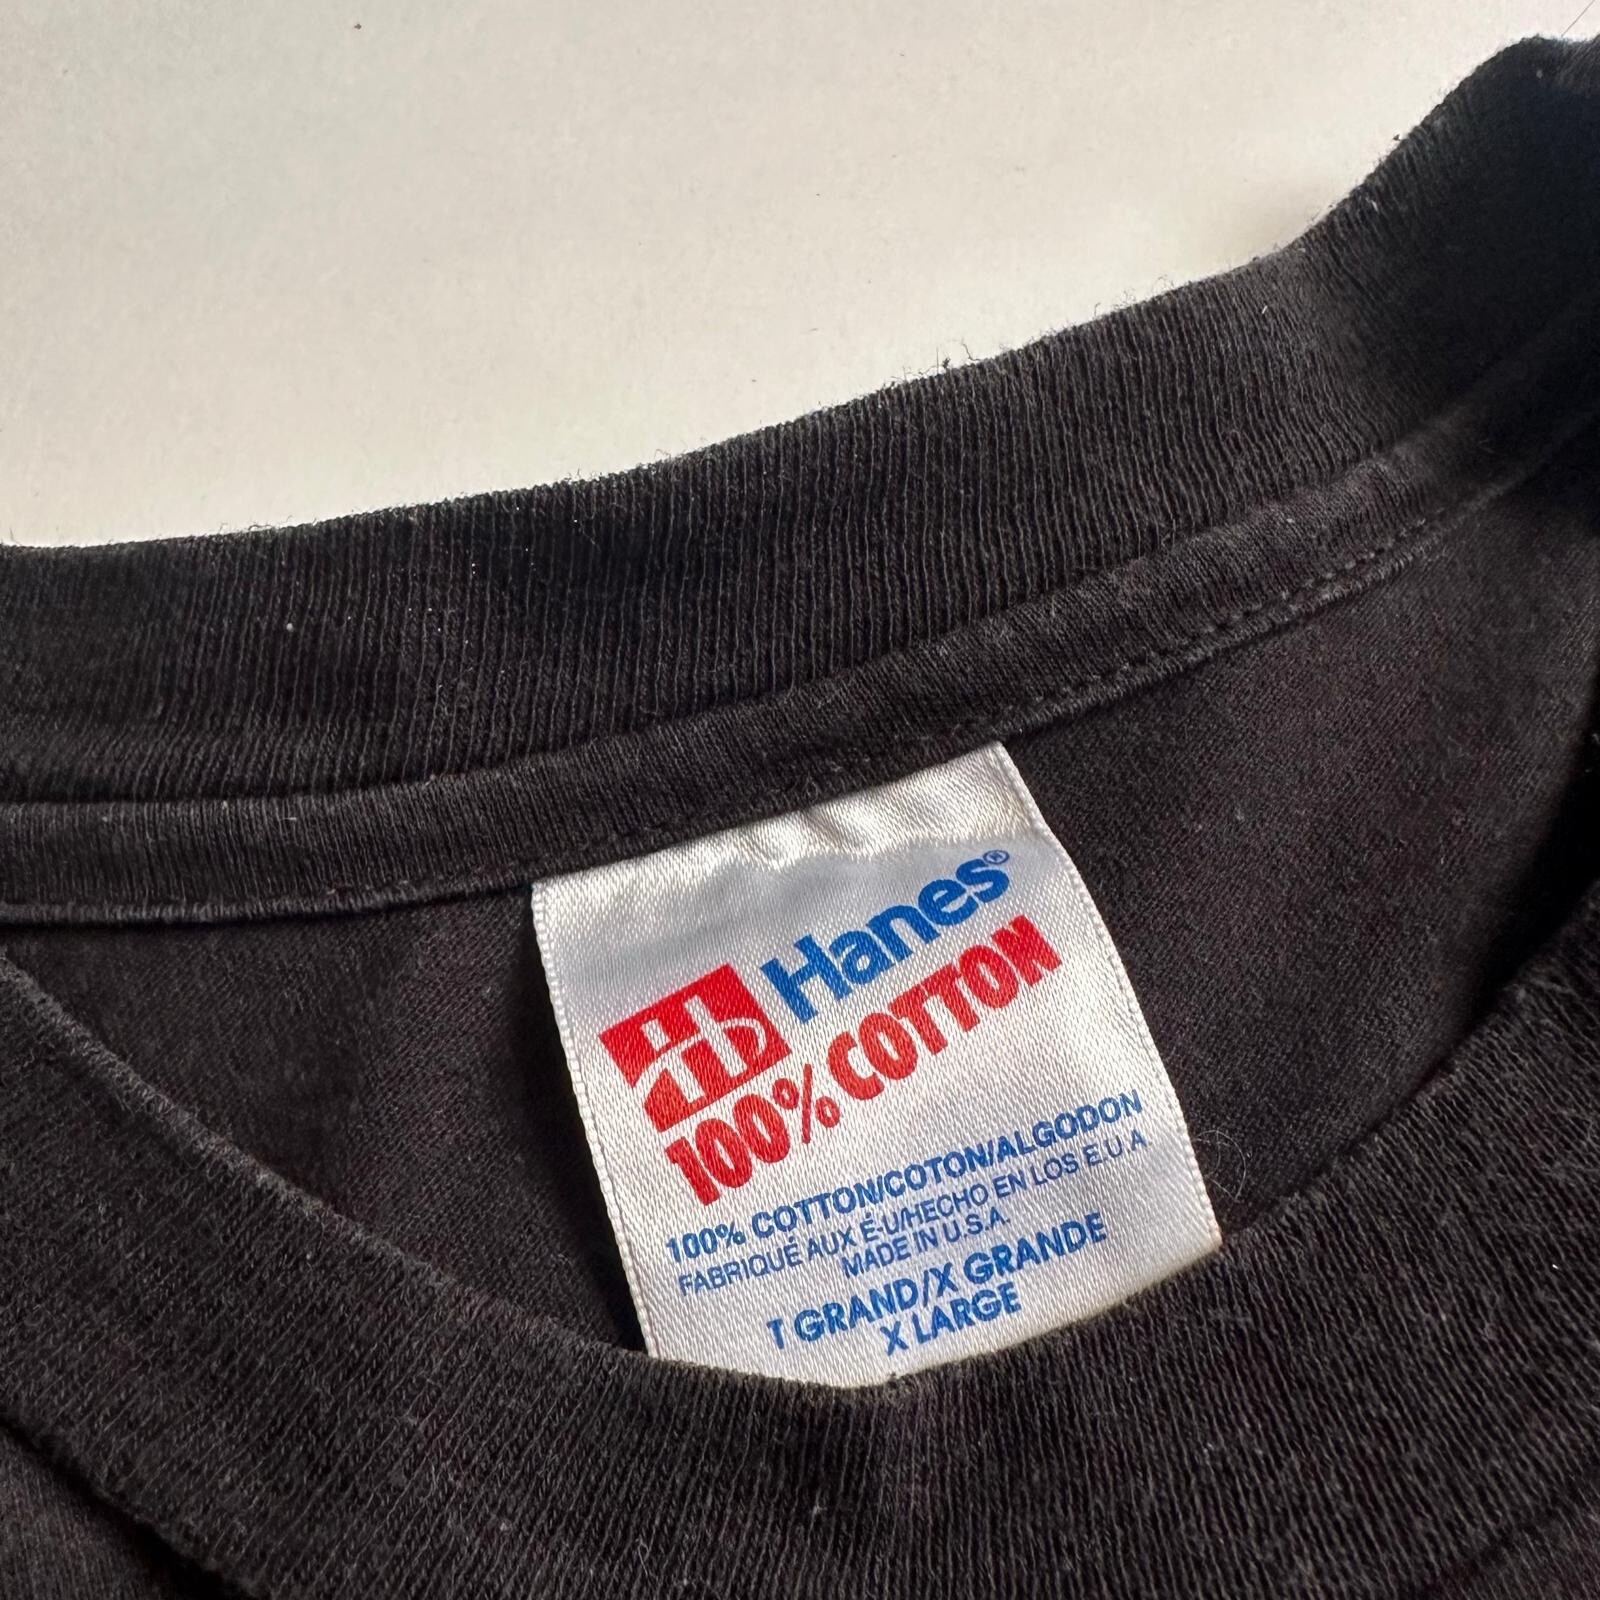 Hanes®
100% COTTON
100% COTTON/COTON/ALGODON
FABRIQUÉ AUX É-U/HECHO EN LOS E.U.A
MADE IN U.S.A.
T GRAND/X GRANDE
X LARGE